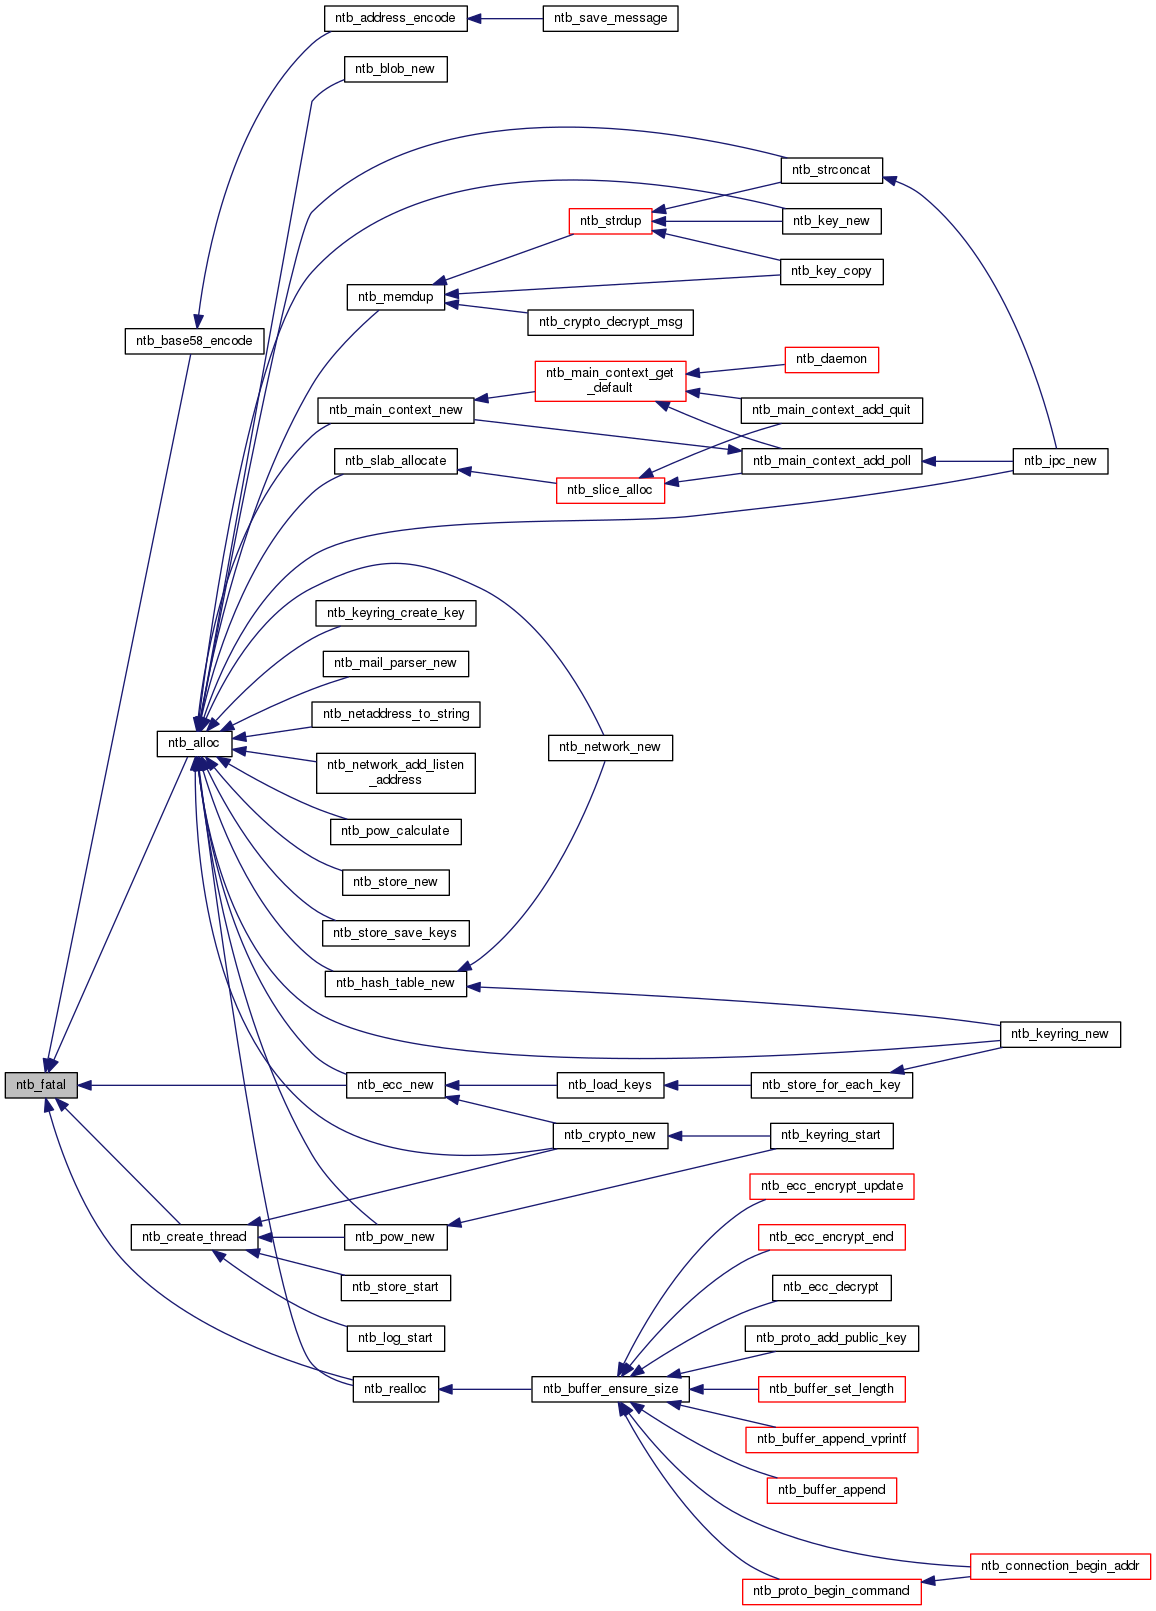 ntb_address_encode
ntb_save_message
ntb_blob_new
ntb_strconcat
ntb_strdup
ntb_key_new
ntb_key_copy
ntb_memdup
ntb_crypto_decrypt_msg
ntb_base58_encode
ntb_main_context_get
_default
ntb_daemon
ntb_main_context_new
ntb_main_context_add_quit
ntb_slab_allocate
ntb_main_context_add_poll
ntb_ipc_new
ntb_slice_alloc
ntb_keyring_create_key
ntb_mail_parser_new
ntb_netaddress_to_string
ntb_alloc
ntb_network_new
ntb_network_add_listen
_address
ntb_pow_calculate
ntb_store_new
ntb_store_save_keys
ntb_hash_table_new
ntb_keyring_new
ntb_fatal
ntb_ecc_new
ntb_load_keys
ntb_store_for_each_key
ntb_crypto_new
ntb_keyring_start
ntb_ecc_encrypt_update
ntb_create_thread
ntb_pow_new
ntb_ecc_encrypt_end
ntb_store_start
ntb_ecc_decrypt
ntb_log_start
ntb_proto_add_public_key
ntb_realloc
ntb_buffer_ensure_size
ntb_buffer_set_length
ntb_buffer_append_vprintf
ntb_buffer_append
ntb_connection_begin_addr
ntb_proto_begin_command